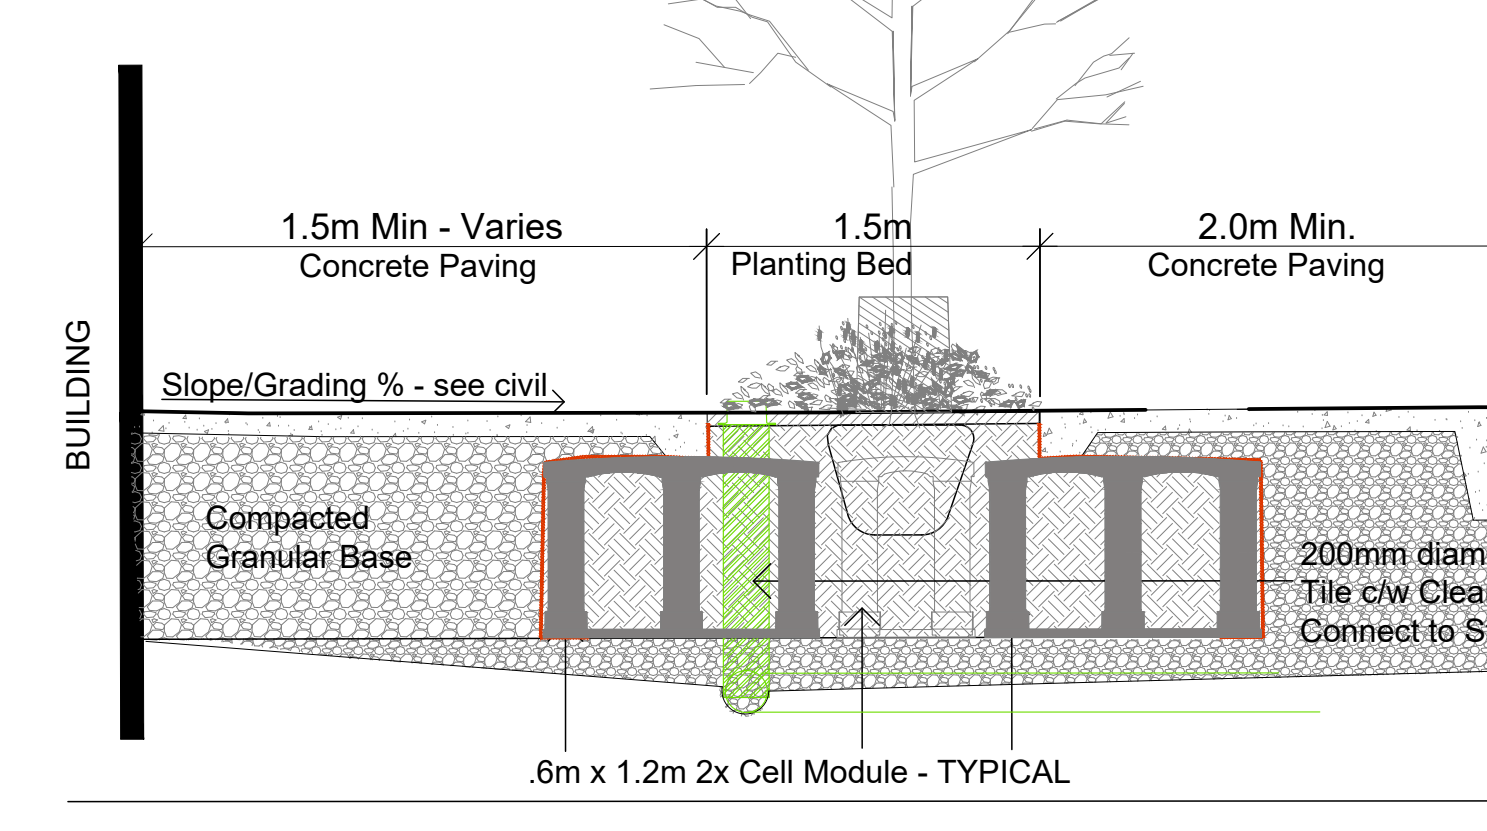 1.5m Min - Varies
Concrete Paving
1.5m
Planting Bed
2.0m Min.
Concrete Paving
BUILDING
Slope/Grading % - see civil
Compacted
Granular Base
200mm diam
Tile c/w Clea
Connect to S
.6m x 1.2m 2x Cell Module - TYPICAL